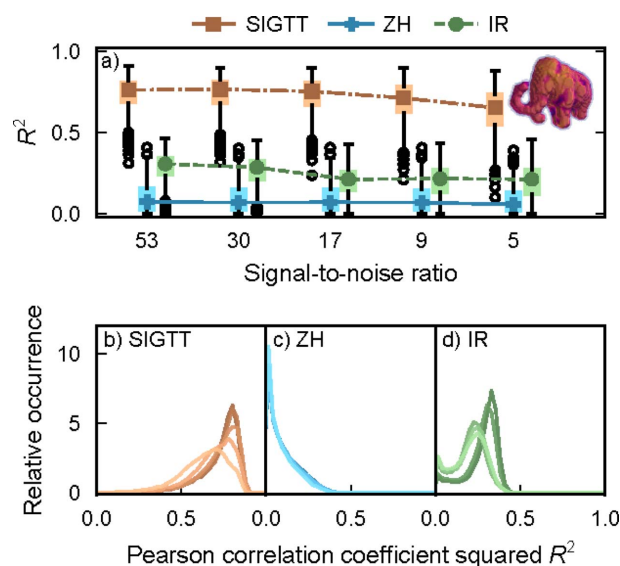 SIGTT ZH IR
a)
1.0
0.5
0.0
R²
53 30 17 9 5
Signal-to-noise ratio
b) SIGTT c) ZH d) IR
10
5
0
Relative occurrence
0.0 0.5 0.0 0.5 0.0 0.5 1.0
Pearson correlation coefficient squared R²